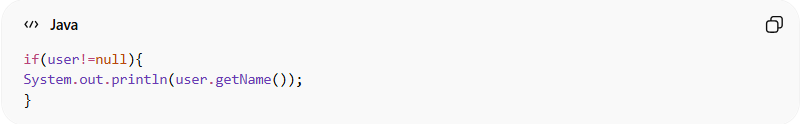 Java
if(user!=null){
System.out.println(user.getName());
}